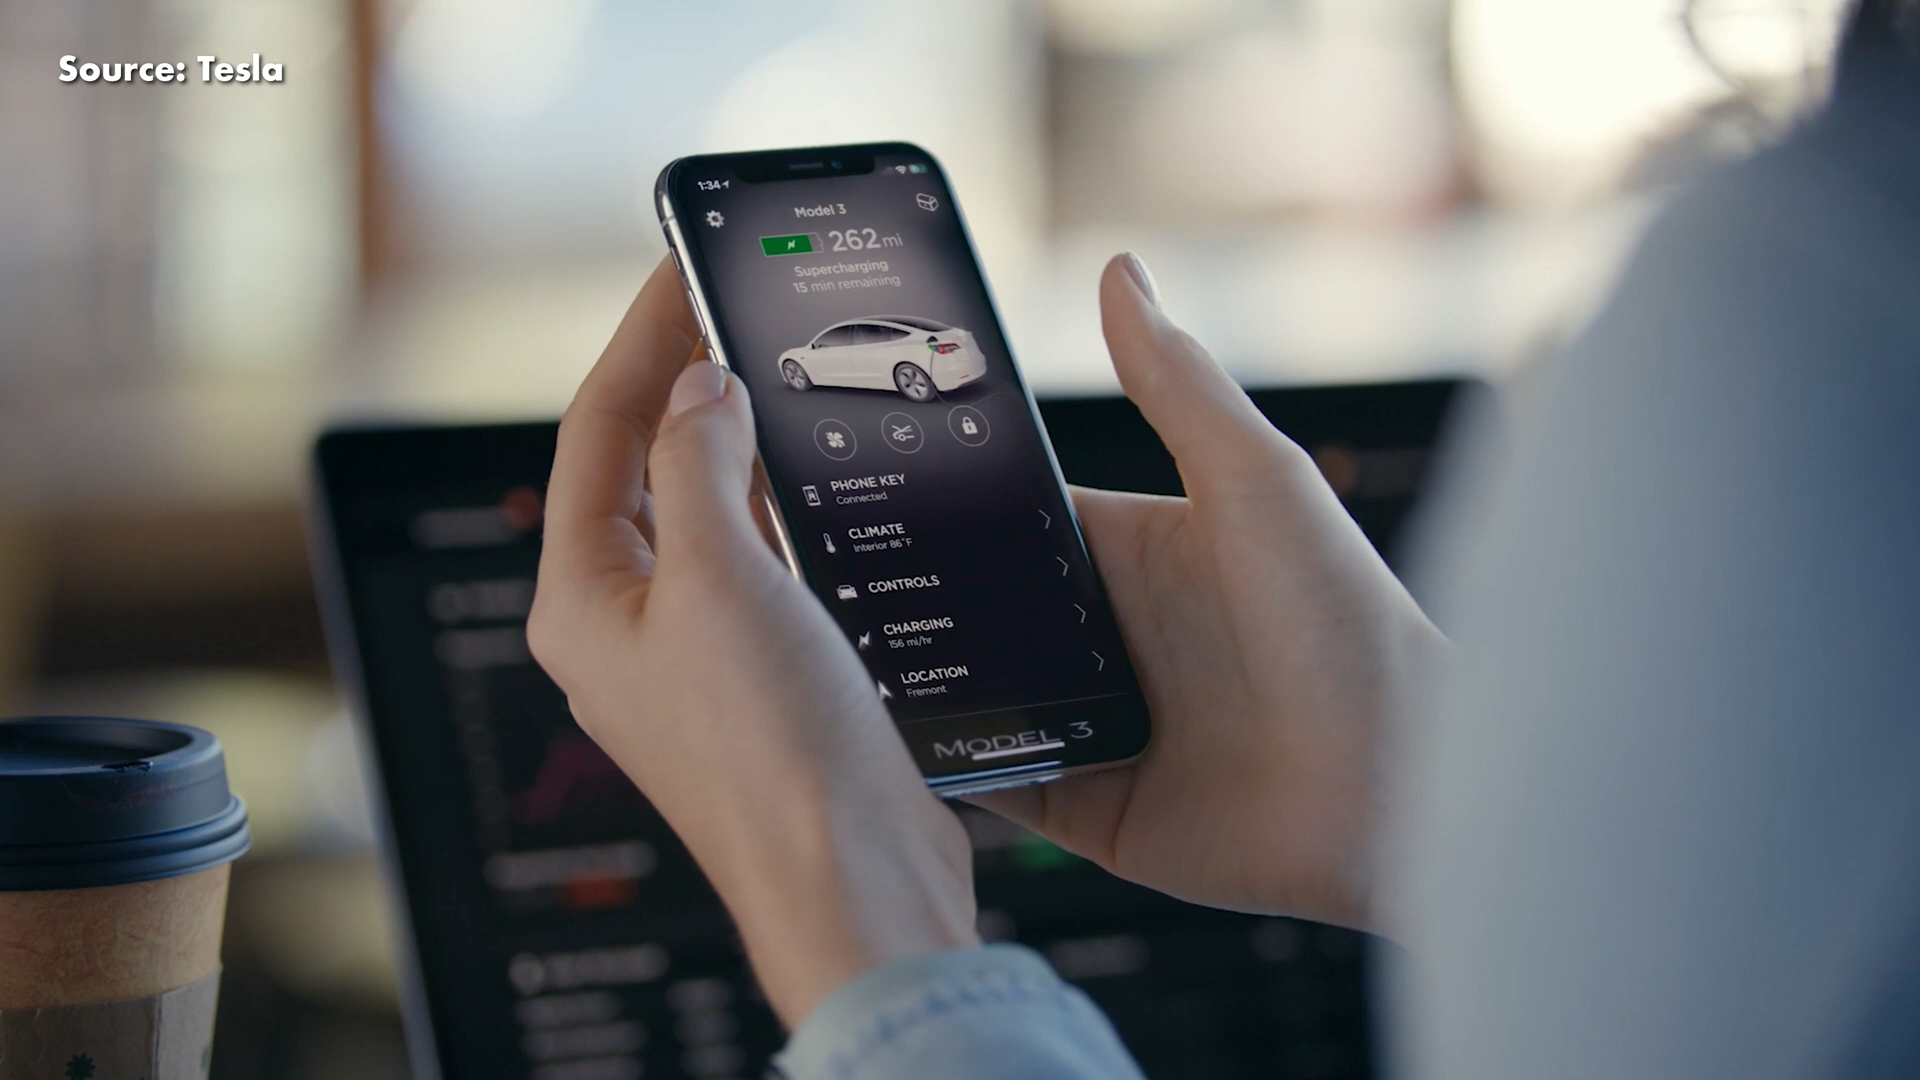 Source: Tesla
1:34
Model 3
262 mi
Supercharging
15 min remaining
PHONE KEY
Connected
CLIMATE
Interior 86°F
CONTROLS
CHARGING
156 mi/hr
LOCATION
Fremont
MODEL 3